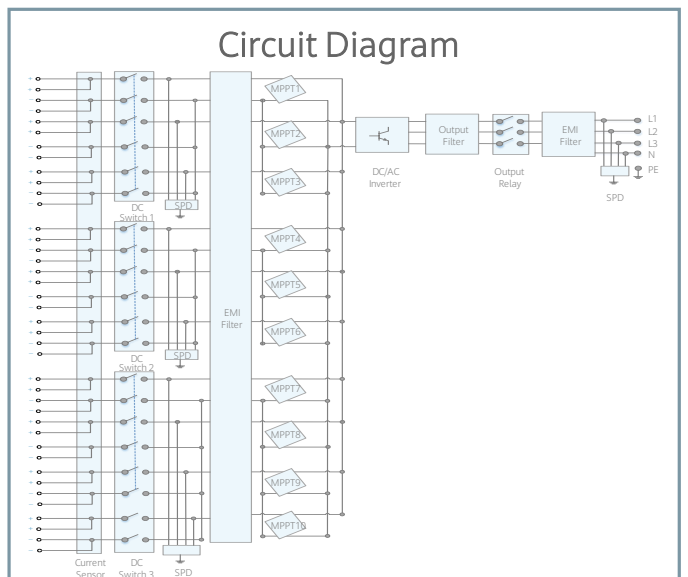 Circuit Diagram
MPPT1
MPPT2
MPPT3
SPD
DC
Switch 1
MPPT4
MPPT5
MPPT6
EMI
Filter
SPD
DC
Switch 2
MPPT7
MPPT8
MPPT9
MPPT10
Current
Sensor
DC
Switch 3
SPD
DC/AC
Inverter
Output
Filter
Output
Relay
EMI
Filter
L1
L2
L3
N
PE
SPD